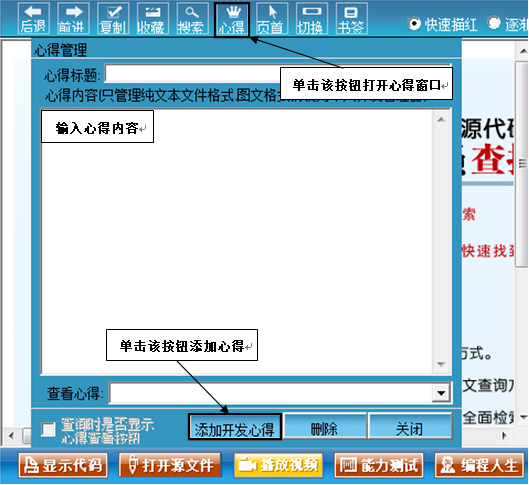 后退 前进 复制 收藏 搜索 心得 页首 切换 书签 快速描红
心得管理
心得标题:
单击该按钮打开心得窗口
心得内容(只管理纯文本文件格式,图文格式
输入心得内容
源代码
查找
索
快速找到
单击该按钮添加心得
方式。
查看心得:
文查询
查询时是否显示
心得查看按钮
添加开发心得 删除 关闭
全面检索
显示代码 打开源文件 播放视频 能力测试 编程人生